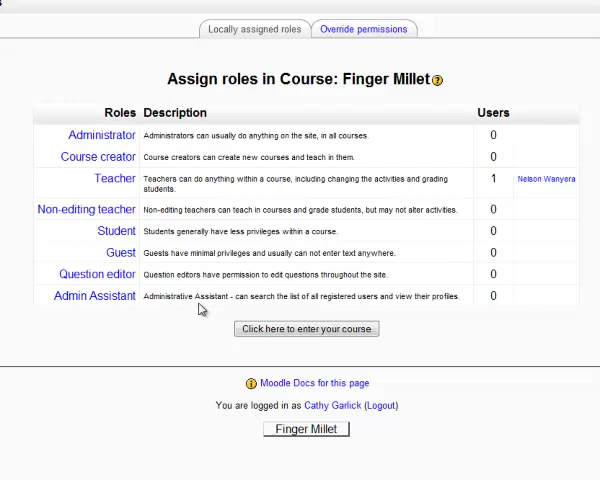 Locally assigned roles Override permissions
Assign roles in Course: Finger Millet
Roles Description Users
Administrator Administrators can usually do anything on the site, in all courses. 0
Course creator Course creators can create new courses and teach in them. 0
Teacher Teachers can do anything within a course, including changing the activities and grading students. 1 Nelson Wanyera
Non-editing teacher Non-editing teachers can teach in courses and grade students, but may not alter activities. 0
Student Students generally have less privileges within a course. 0
Guest Guests have minimal privileges and usually can not enter text anywhere. 0
Question editor Question editors have permission to edit questions throughout the site. 0
Admin Assistant Administrative Assistant - can search the list of all registered users and view their profiles. 0
Click here to enter your course
Moodle Docs for this page
You are logged in as Cathy Garlick (Logout)
Finger Millet